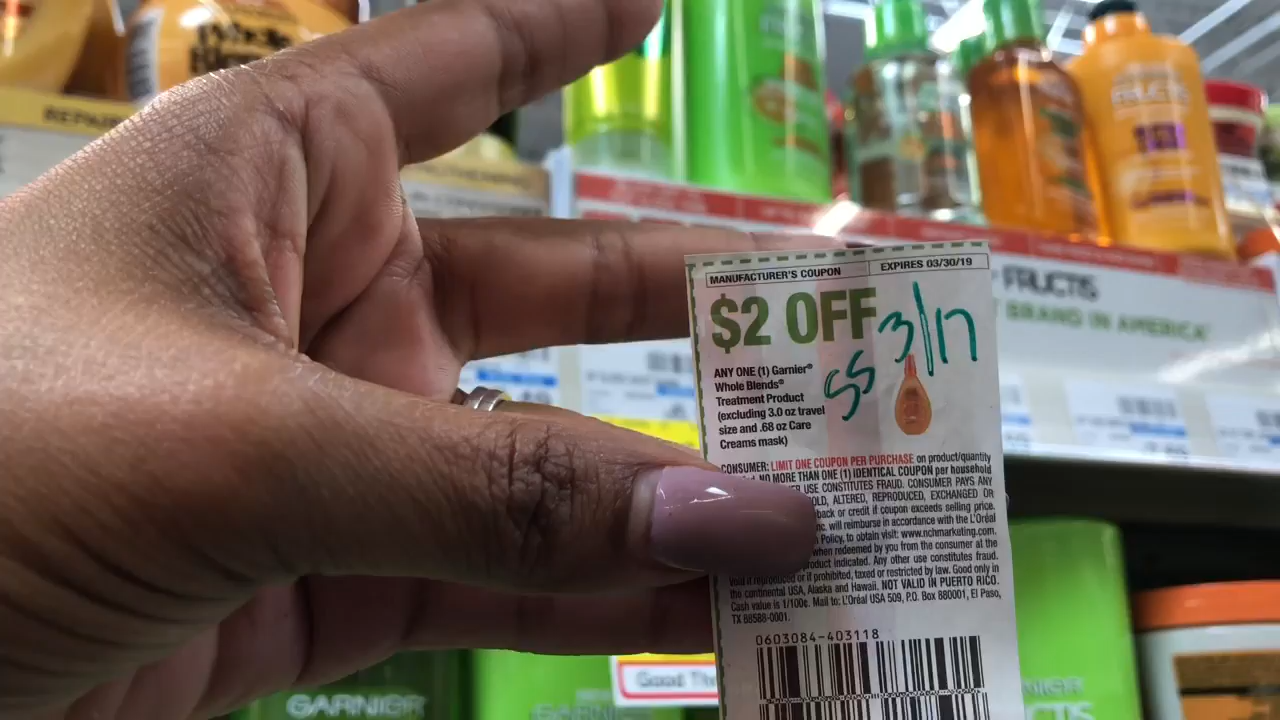 REPAIR
MANUFACTURER'S COUPON
EXPIRES 03/30/19
$2 OFF
3/17
SS
ANY ONE (1) Garnier®
Whole Blends®
Treatment Product
(excluding 3.0 oz travel
size and .68 oz Care
Creams mask)
CONSUMER: LIMIT ONE COUPON PER PURCHASE on product/quantity
NO MORE THAN ONE (1) IDENTICAL COUPON per household
USE CONSTITUTES FRAUD. CONSUMER PAYS ANY
ALTERED, REPRODUCED, EXCHANGED OR
or credit if coupon exceeds selling price.
will reimburse in accordance with the L'Oréal
Policy, to obtain visit: www.nchmarketing.com.
when redeemed by you from the consumer at the
indicated. Any other use constitutes fraud.
Void if reproduced or if prohibited, taxed or restricted by law. Good only in
the continental USA, Alaska and Hawaii. NOT VALID IN PUERTO RICO.
Cash value is 1/100¢. Mail to: L'Oréal USA 509, P.O. Box 880001, El Paso,
TX 88588-0001.
0603084-403118
FRUCTIS
BRAND IN AMERICA
FRUCTIS
Good
GARNIER